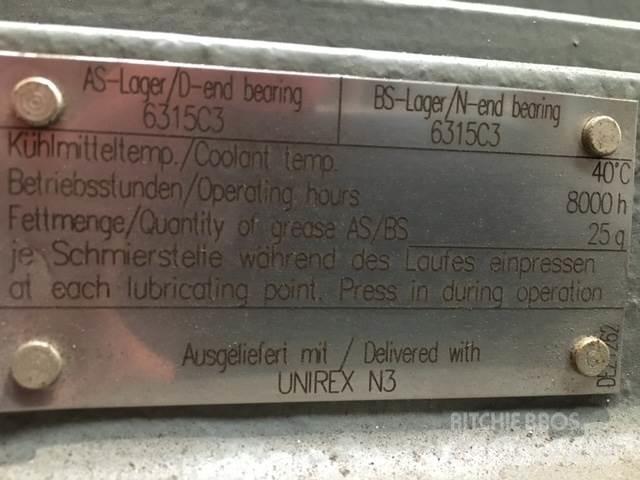 AS-Lager/D-end bearing
6315C3
BS-Lager/N-end bearing
6315C3
Kühlmitteltemp./Coolant temp. 40°C
Betriebsstunden/Operating hours 8000 h
Fettmenge/Quantity of grease AS/BS 25 g
je Schmierstelle während des Laufes einpressen
at each lubricating point. Press in during operation
Ausgeliefert mit / Delivered with
UNIREX N3
RITCHIE BROS.